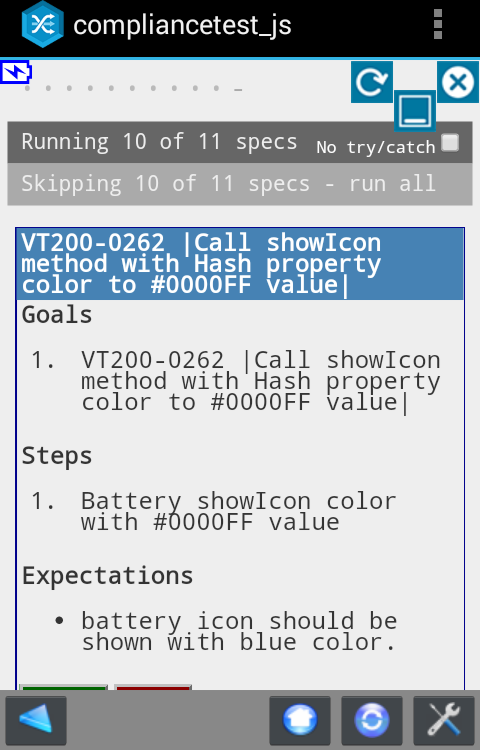 compliancetest_js
Running 10 of 11 specs
No try/catch
Skipping 10 of 11 specs - run all
VT200-0262 |Call showIcon
method with Hash property
color to #0000FF value|
Goals
1. VT200-0262 |Call showIcon
method with Hash property
color to #0000FF value|
Steps
1. Battery showIcon color
with #0000FF value
Expectations
• battery icon should be
shown with blue color.